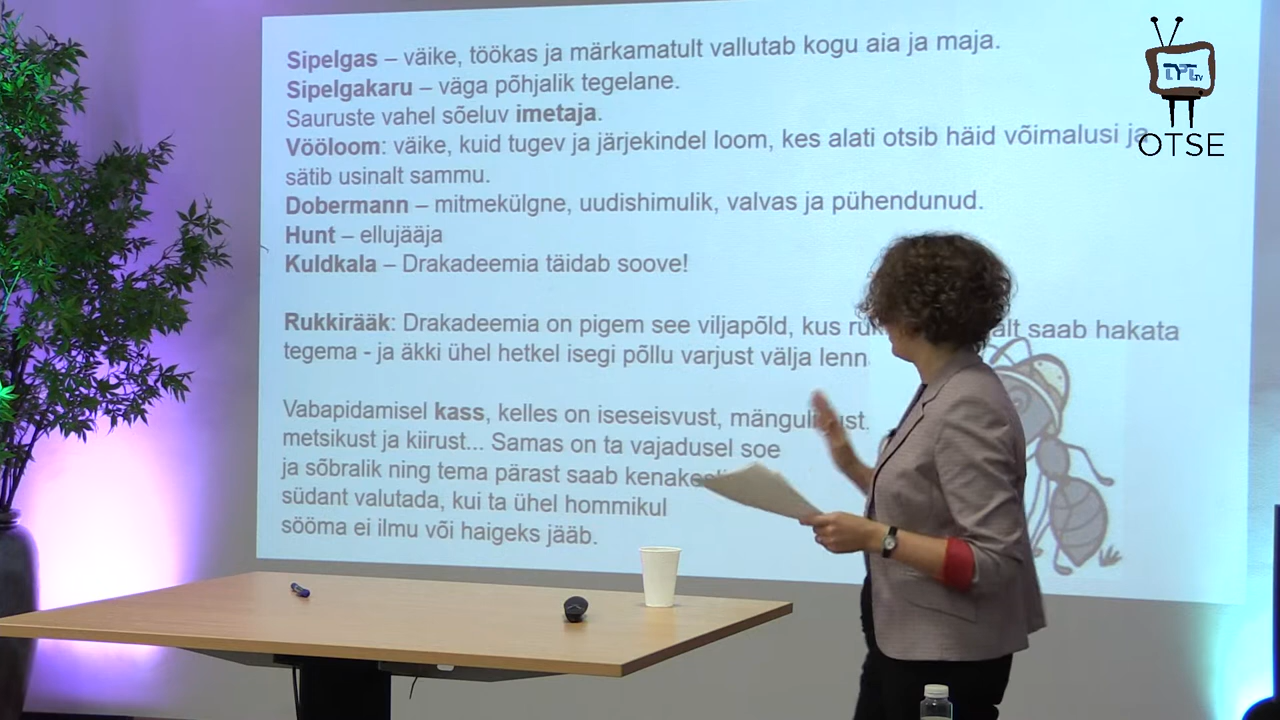 Sipelgas – väike, töökas ja märkamatult vallutab kogu aia ja maja.
Sipelgakaru – väga põhjalik tegelane.
Sauruste vahel sõeluv imetaja.
Vööloom: väike, kuid tugev ja järjekindel loom, kes alati otsib häid võimalusi ja
sätib usinalt sammu.
Dobermann – mitmekülgne, uudishimulik, valvas ja pühendunud.
Hunt – ellujääja
Kuldkala – Drakadeemia täidab soove!
Rukkirääk: Drakadeemia on pigem see viljapõld, kus saab hakata
tegema - ja äkki ühel hetkel isegi põllu varjust välja
Vabapidamisel kass, kelles on iseseisvust,
metsikust ja kiirust... Samas on ta vajadusel soe
ja sõbralik ning tema pärast saab
südant valutada, kui ta ühel hommikul
sööma ei ilmu või haigeks jääb.
TV
OTSE